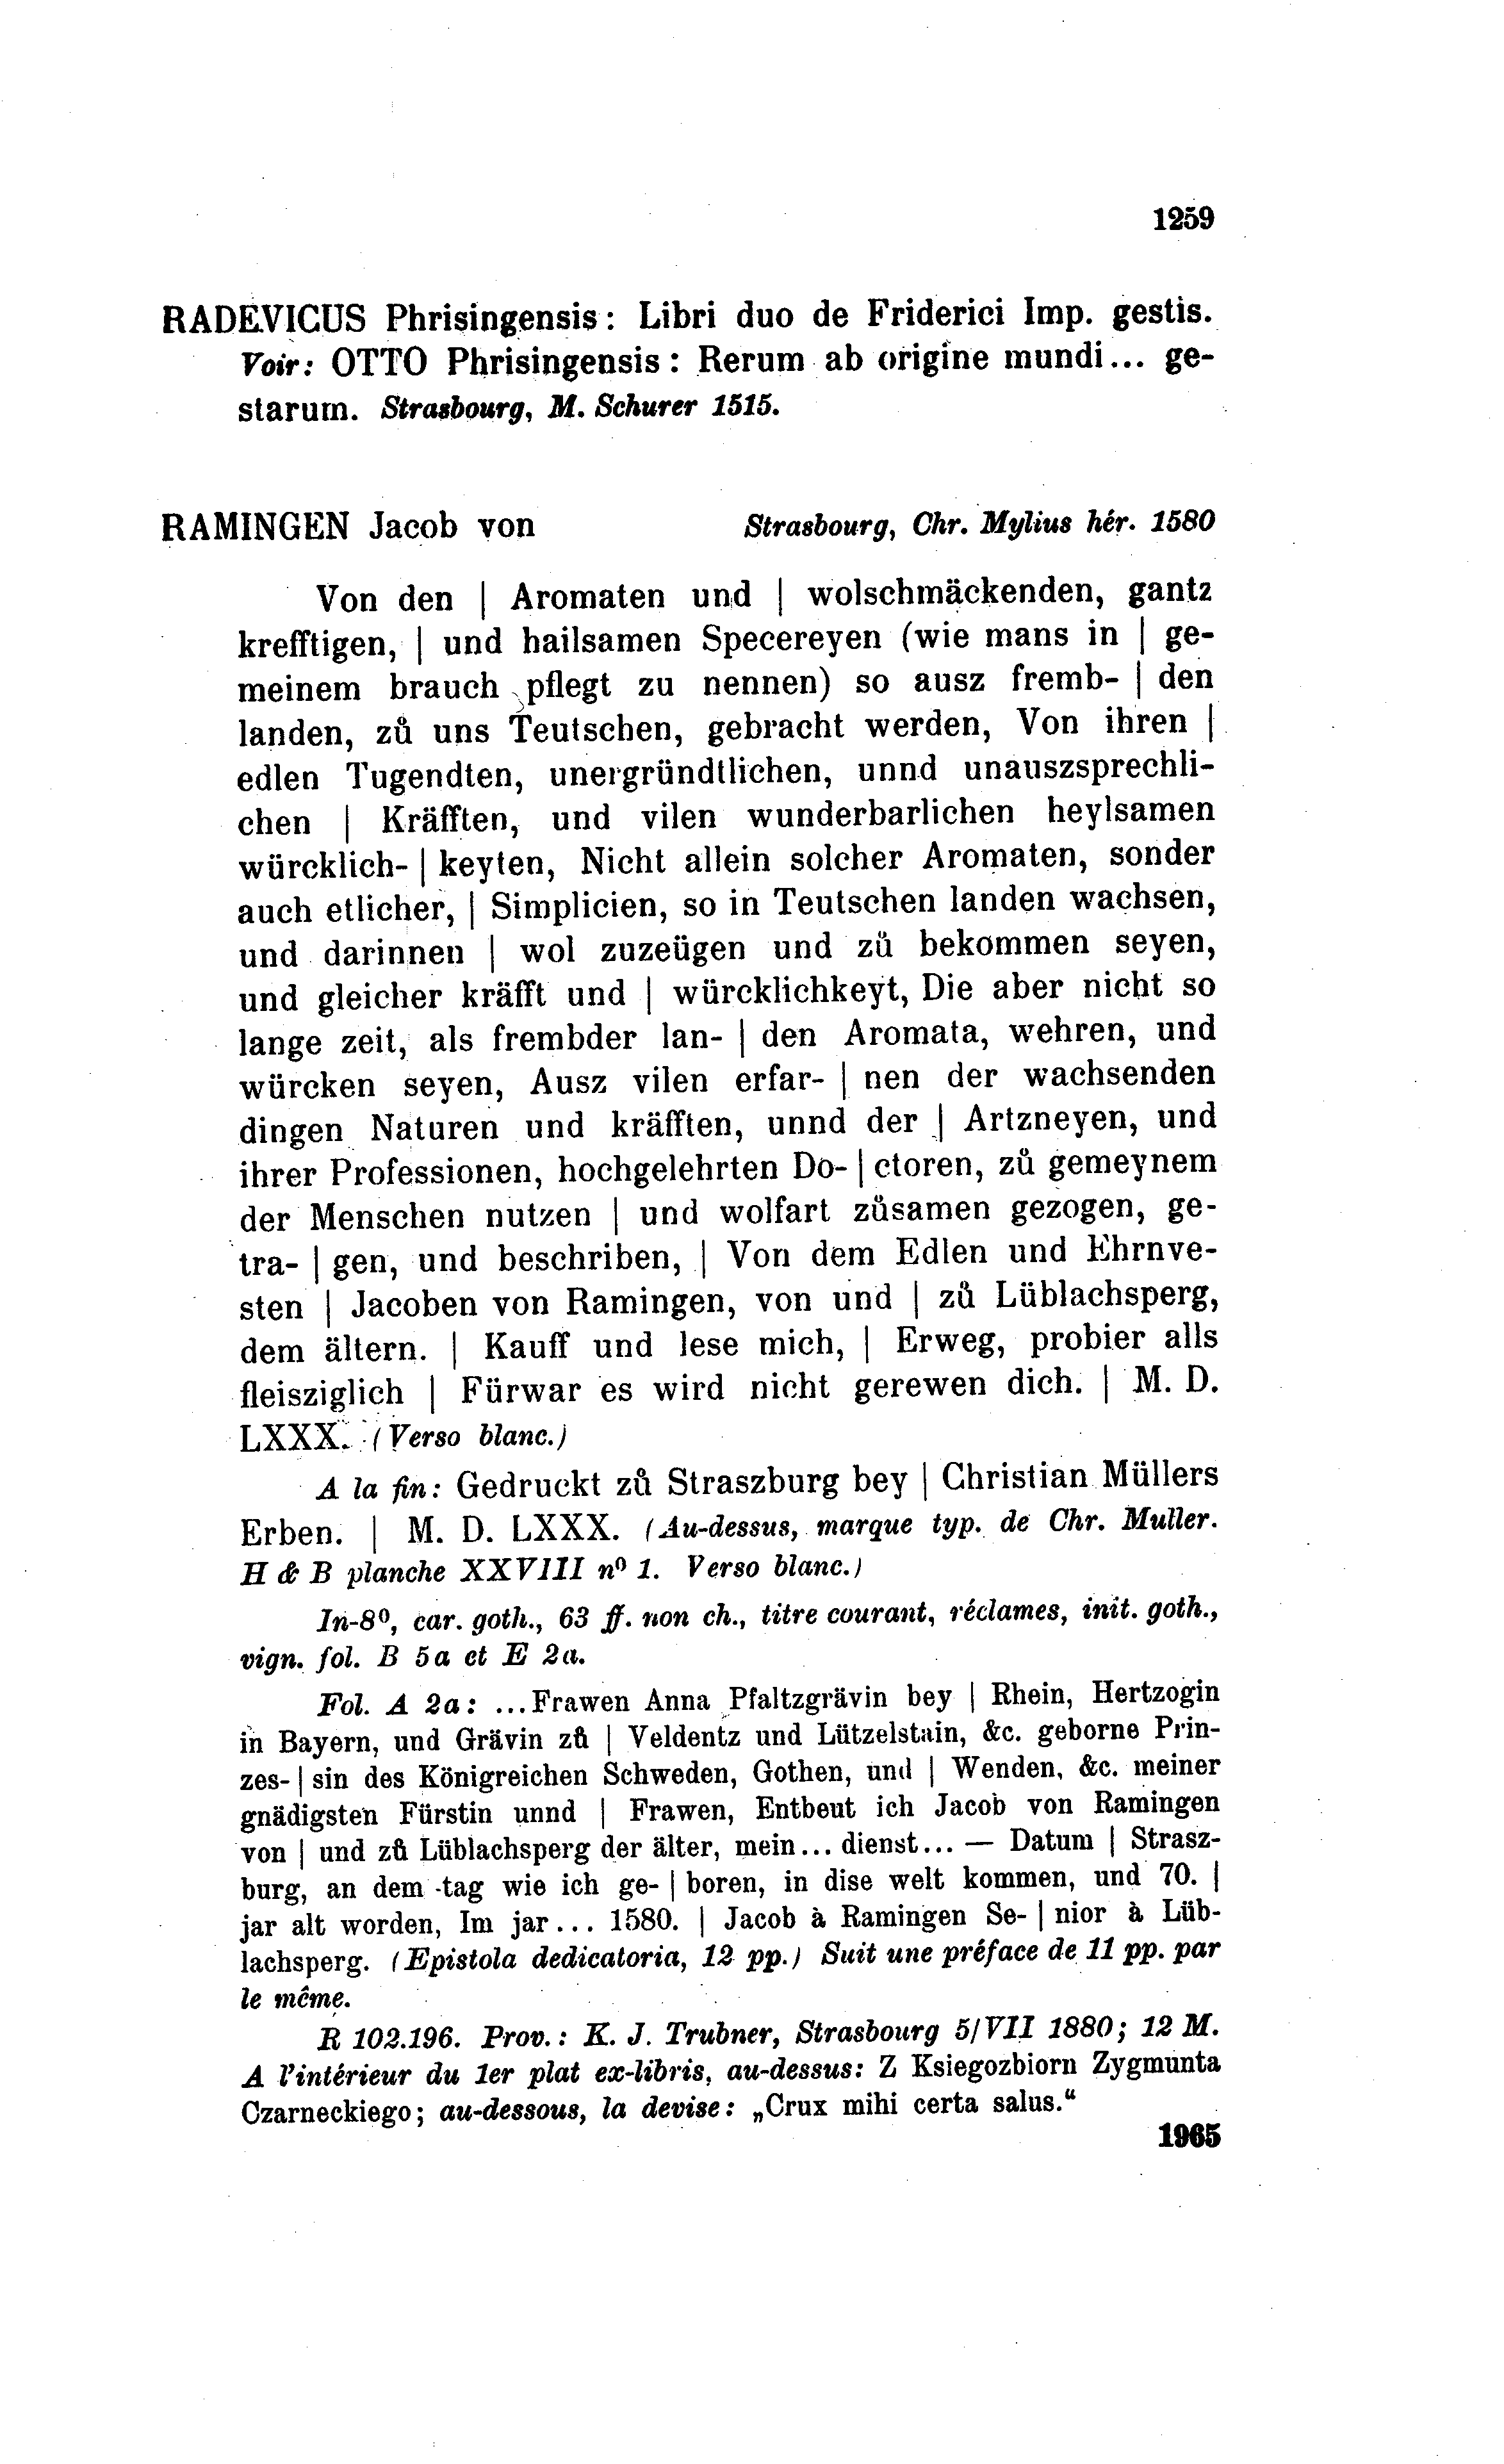 1259
RADEVICUS Phrisingensis: Libri duo de Friderici Imp. gestis.
Voir: OTTO Phrisingensis: Rerum ab origine mundi... ge-
starum. Strasbourg, M. Schurer 1515.
RAMINGEN Jacob von Strasbourg, Chr. Mylius hér. 1580
Von den | Aromaten und | wolschmäckenden, gantz
krefftigen, | und hailsamen Specereyen (wie mans in | ge-
meinem brauch pflegt zu nennen) so ausz fremb- | den
landen, zů uns Teutschen, gebracht werden, Von ihren |
edlen Tugendten, unergründtlichen, unnd unauszsprechli-
chen | Kräfften, und vilen wunderbarlichen heylsamen
würcklich- | keyten, Nicht allein solcher Aromaten, sonder
auch etlicher, | Simplicien, so in Teutschen landen wachsen,
und darinnen | wol zuzeügen und zů bekommen seyen,
und gleicher kräfft und | würcklichkeyt, Die aber nicht so
lange zeit, als frembder lan- | den Aromata, wehren, und
würcken seyen, Ausz vilen erfar- | nen der wachsenden
dingen Naturen und kräfften, unnd der | Artzneyen, und
ihrer Professionen, hochgelehrten Do- | ctoren, zů gemeynem
der Menschen nutzen | und wolfart zůsamen gezogen, ge-
tra- | gen, und beschriben, | Von dem Edlen und Ehrnve-
sten | Jacoben von Ramingen, von und | zů Lüblachsperg,
dem ältern. | Kauff und lese mich, | Erweg, probier alls
fleisziglich | Fürwar es wird nicht gerewen dich. | M. D.
LXXX. (Verso blanc.)
A la fin: Gedruckt zů Straszburg bey | Christian Müllers
Erben. | M. D. LXXX. (Au-dessus, marque typ. de Chr. Muller.
H & B planche XXVIII nº 1. Verso blanc.)
In-8º, car. goth., 63 ff. non ch., titre courant, réclames, init. goth.,
vign. fol. B 5a et E 2a.
Fol. A 2a: ...Frawen Anna Pfaltzgrävin bey | Rhein, Hertzogin
in Bayern, und Grävin zů | Veldentz und Lützelstain, &c. geborne Prin-
zes- | sin des Königreichen Schweden, Gothen, und | Wenden, &c. meiner
gnädigsten Fürstin unnd | Frawen, Entbeut ich Jacob von Ramingen
von | und zů Lüblachsperg der älter, mein... dienst... — Datum | Strasz-
burg, an dem tag wie ich ge- | boren, in dise welt kommen, und 70. |
jar alt worden, Im jar... 1580. | Jacob à Ramingen Se- | nior à Lüb-
lachsperg. (Epistola dedicatoria, 12 pp.) Suit une préface de 11 pp. par
le même.
R 102.196. Prov.: K. J. Trubner, Strasbourg 5/VII 1880; 12 M.
A l'intérieur du 1er plat ex-libris, au-dessus: Z Ksiegozbiorn Zygmunta
Czarneckiego; au-dessous, la devise: „Crux mihi certa salus.“
1965